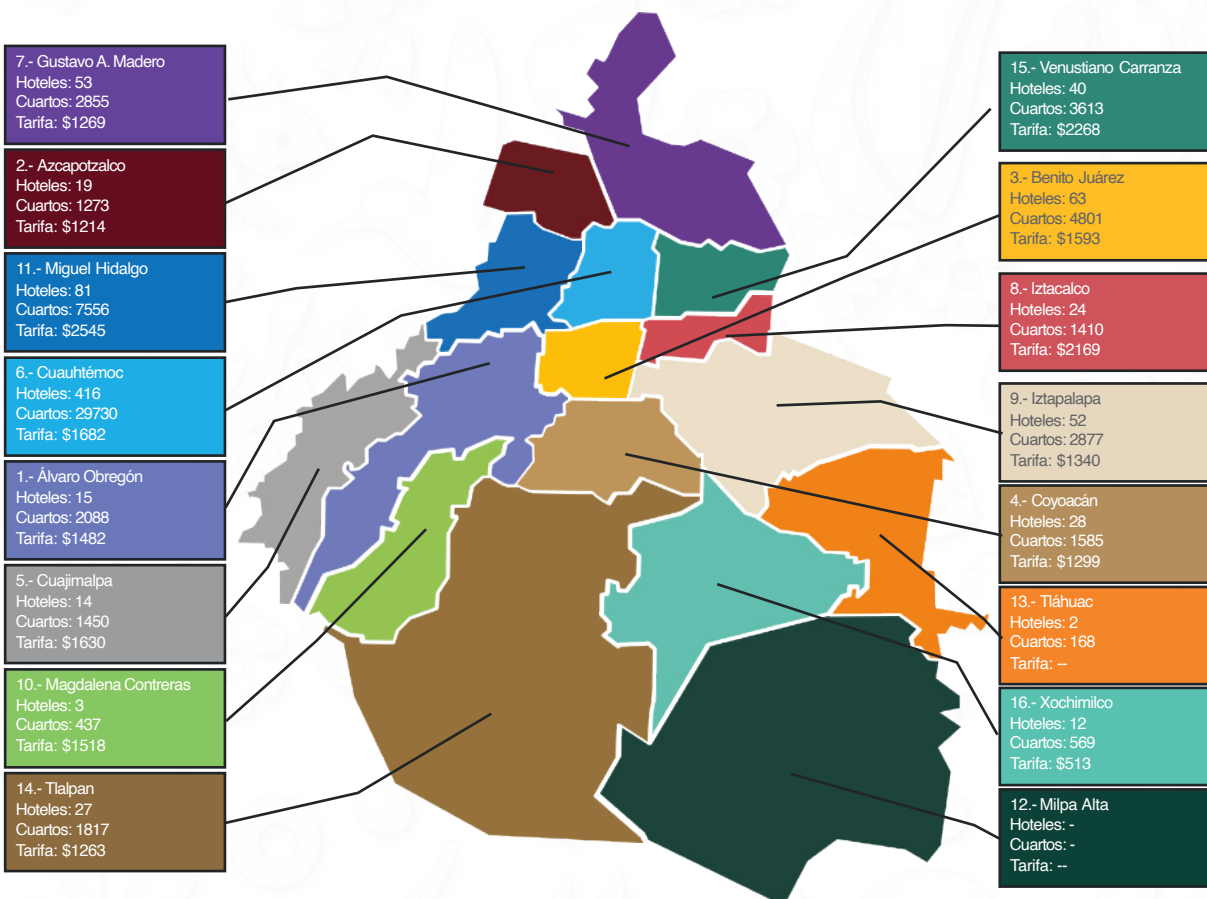 7.- Gustavo A. Madero
Hoteles: 53
Cuartos: 2855
Tarifa: $1269
2.- Azcapotzalco
Hoteles: 19
Cuartos: 1273
Tarifa: $1214
11.- Miguel Hidalgo
Hoteles: 81
Cuartos: 7556
Tarifa: $2545
6.- Cuauhtémoc
Hoteles: 416
Cuartos: 29730
Tarifa: $1682
1.- Álvaro Obregón
Hoteles: 15
Cuartos: 2088
Tarifa: $1482
5.- Cuajimalpa
Hoteles: 14
Cuartos: 1450
Tarifa: $1630
10.- Magdalena Contreras
Hoteles: 3
Cuartos: 437
Tarifa: $1518
14.- Tlalpan
Hoteles: 27
Cuartos: 1817
Tarifa: $1263
15.- Venustiano Carranza
Hoteles: 40
Cuartos: 3613
Tarifa: $2268
3.- Benito Juárez
Hoteles: 63
Cuartos: 4801
Tarifa: $1593
8.- Iztacalco
Hoteles: 24
Cuartos: 1410
Tarifa: $2169
9.- Iztapalapa
Hoteles: 52
Cuartos: 2877
Tarifa: $1340
4.- Coyoacán
Hoteles: 28
Cuartos: 1585
Tarifa: $1299
13.- Tláhuac
Hoteles: 2
Cuartos: 168
Tarifa: --
16.- Xochimilco
Hoteles: 12
Cuartos: 569
Tarifa: $513
12.- Milpa Alta
Hoteles: -
Cuartos: -
Tarifa: --